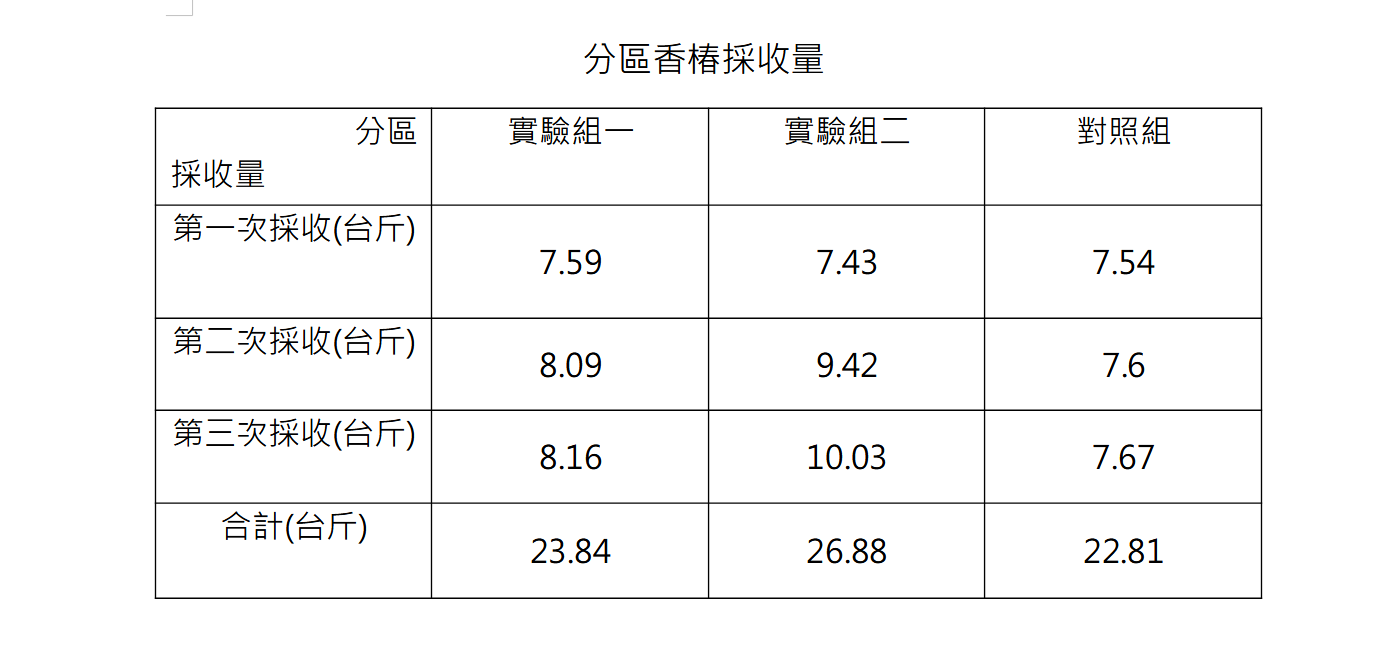 分區香椿採收量
分區 實驗組一 實驗組二 對照組
採收量
第一次採收(台斤) 7.59 7.43 7.54
第二次採收(台斤) 8.09 9.42 7.6
第三次採收(台斤) 8.16 10.03 7.67
合計(台斤) 23.84 26.88 22.81